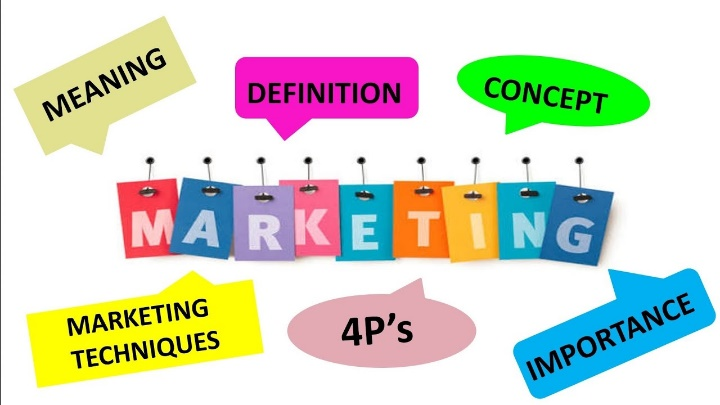 MEANING
DEFINITION
CONCEPT
MARKETING
MARKETING
TECHNIQUES
4P’s
IMPORTANCE